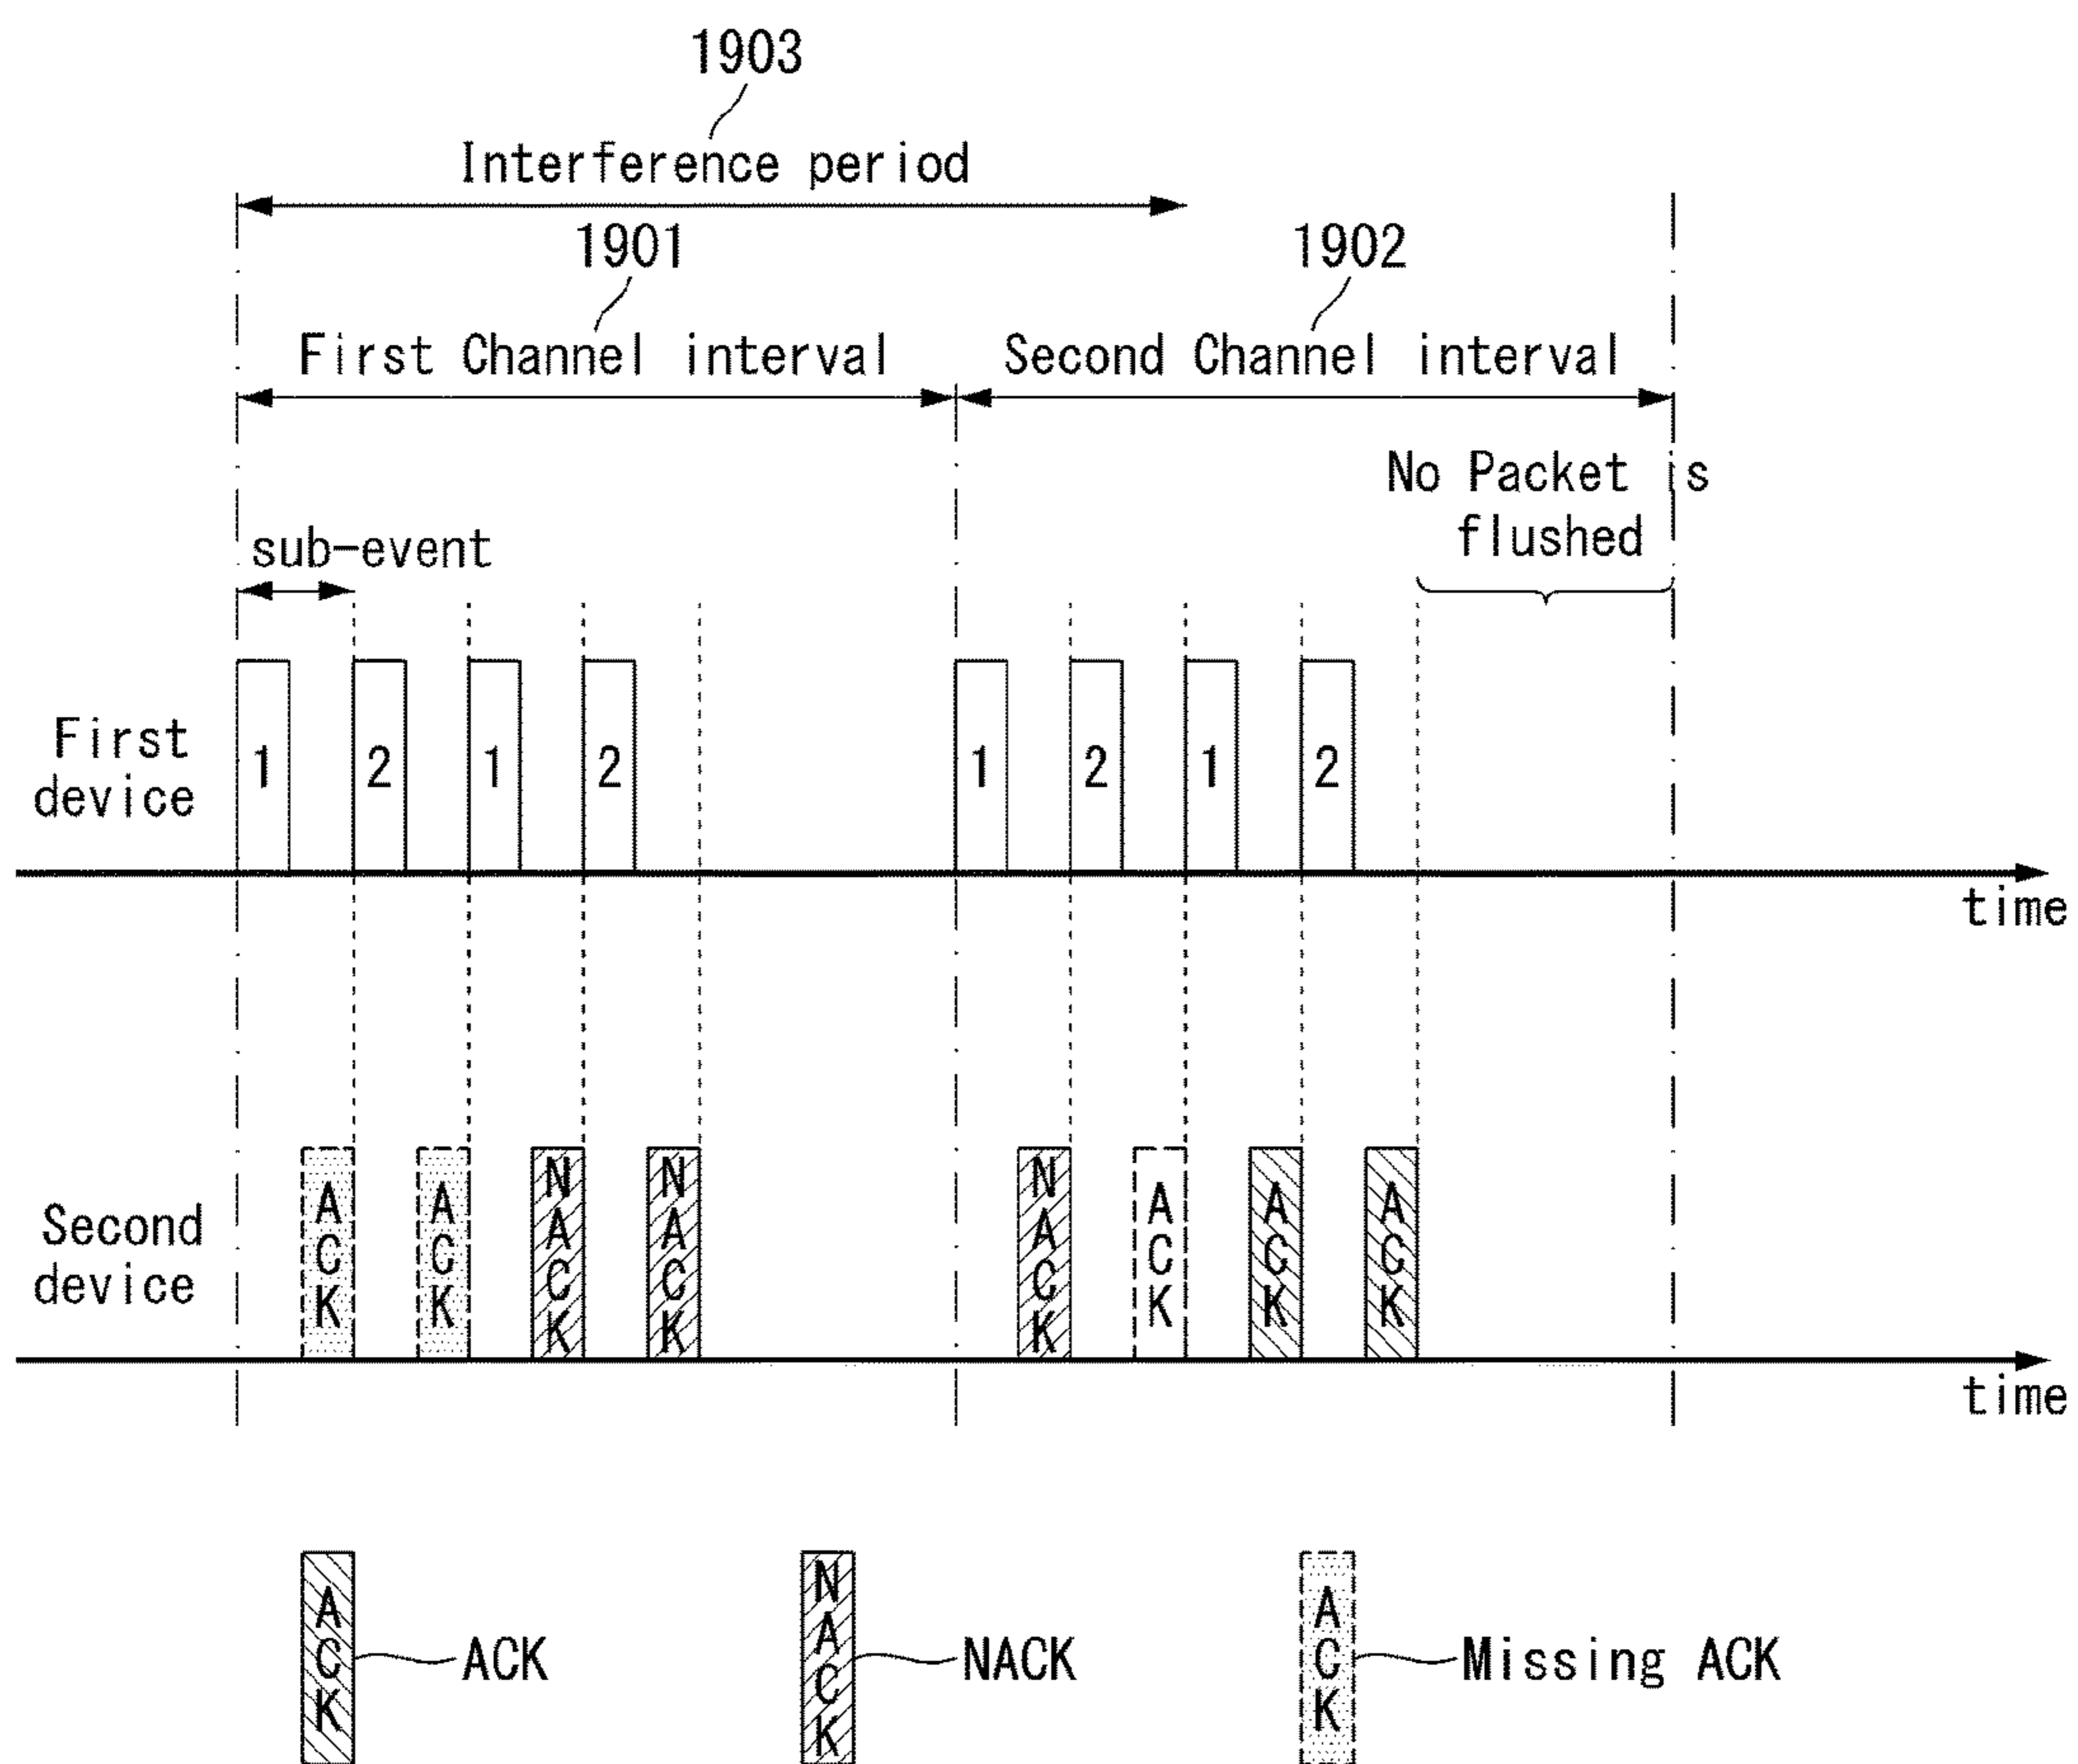 1903
Interference period
1901
1902
First Channel interval
Second Channel interval
No Packet is
flushed
sub-event
First
device
1
2
1
2
1
2
1
2
time
Second
device
ACK
ACK
NACK
NACK
NACK
ACK
ACK
ACK
time
ACK
ACK
NACK
NACK
ACK
Missing ACK